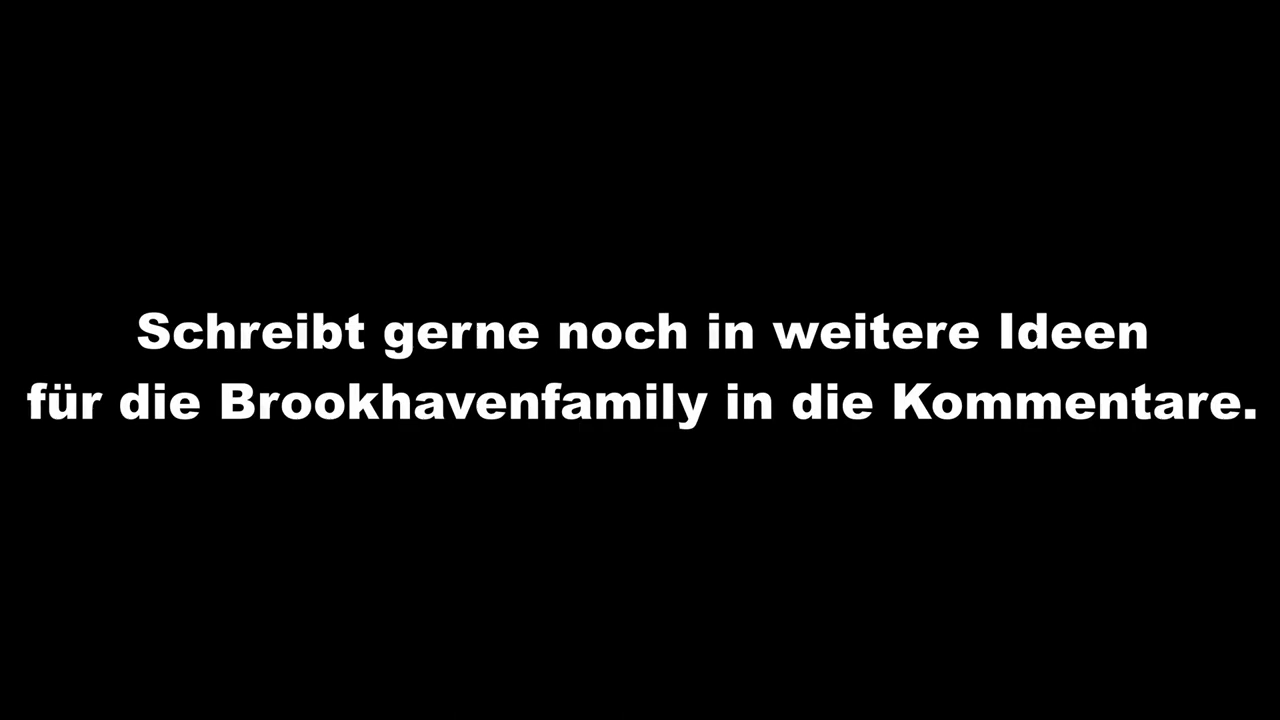 Schreibt gerne noch in weitere Ideen
für die Brookhavenfamily in die Kommentare.